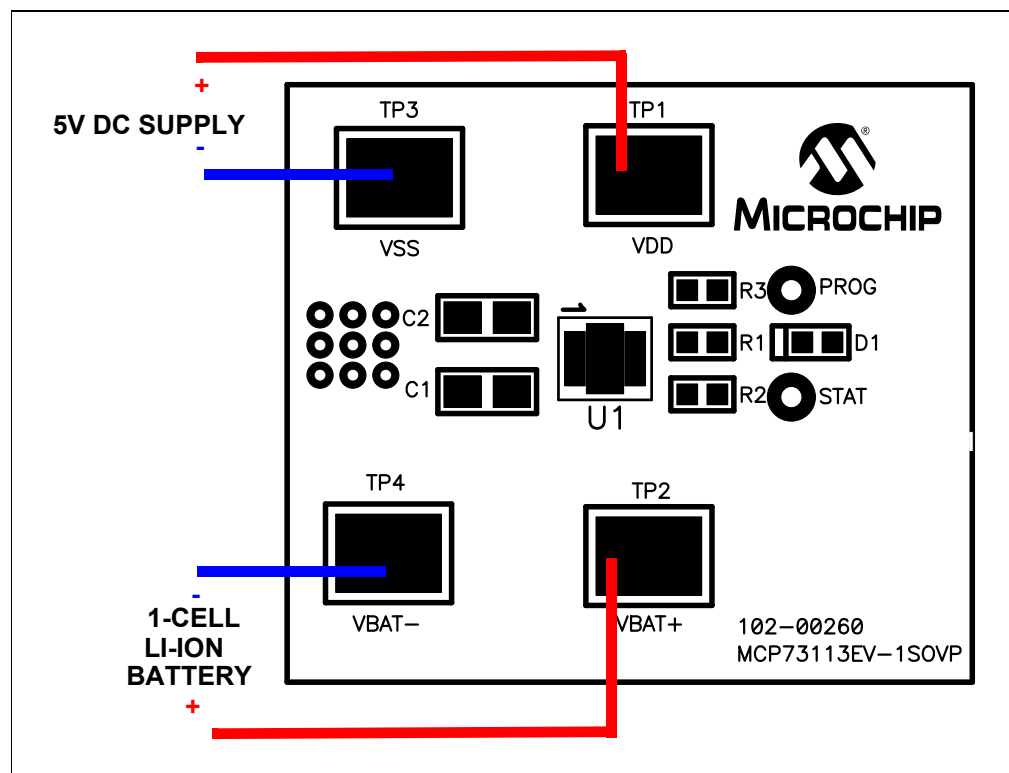 +
5V DC SUPPLY
-
TP3
TP1
®
MICROCHIP
VSS
VDD
R3
PROG
C2
1
R1
D1
C1
R2
STAT
U1
TP4
TP2
-
1-CELL
LI-ION
BATTERY
+
VBAT-
VBAT+
102-00260
MCP73113EV-1SOVP